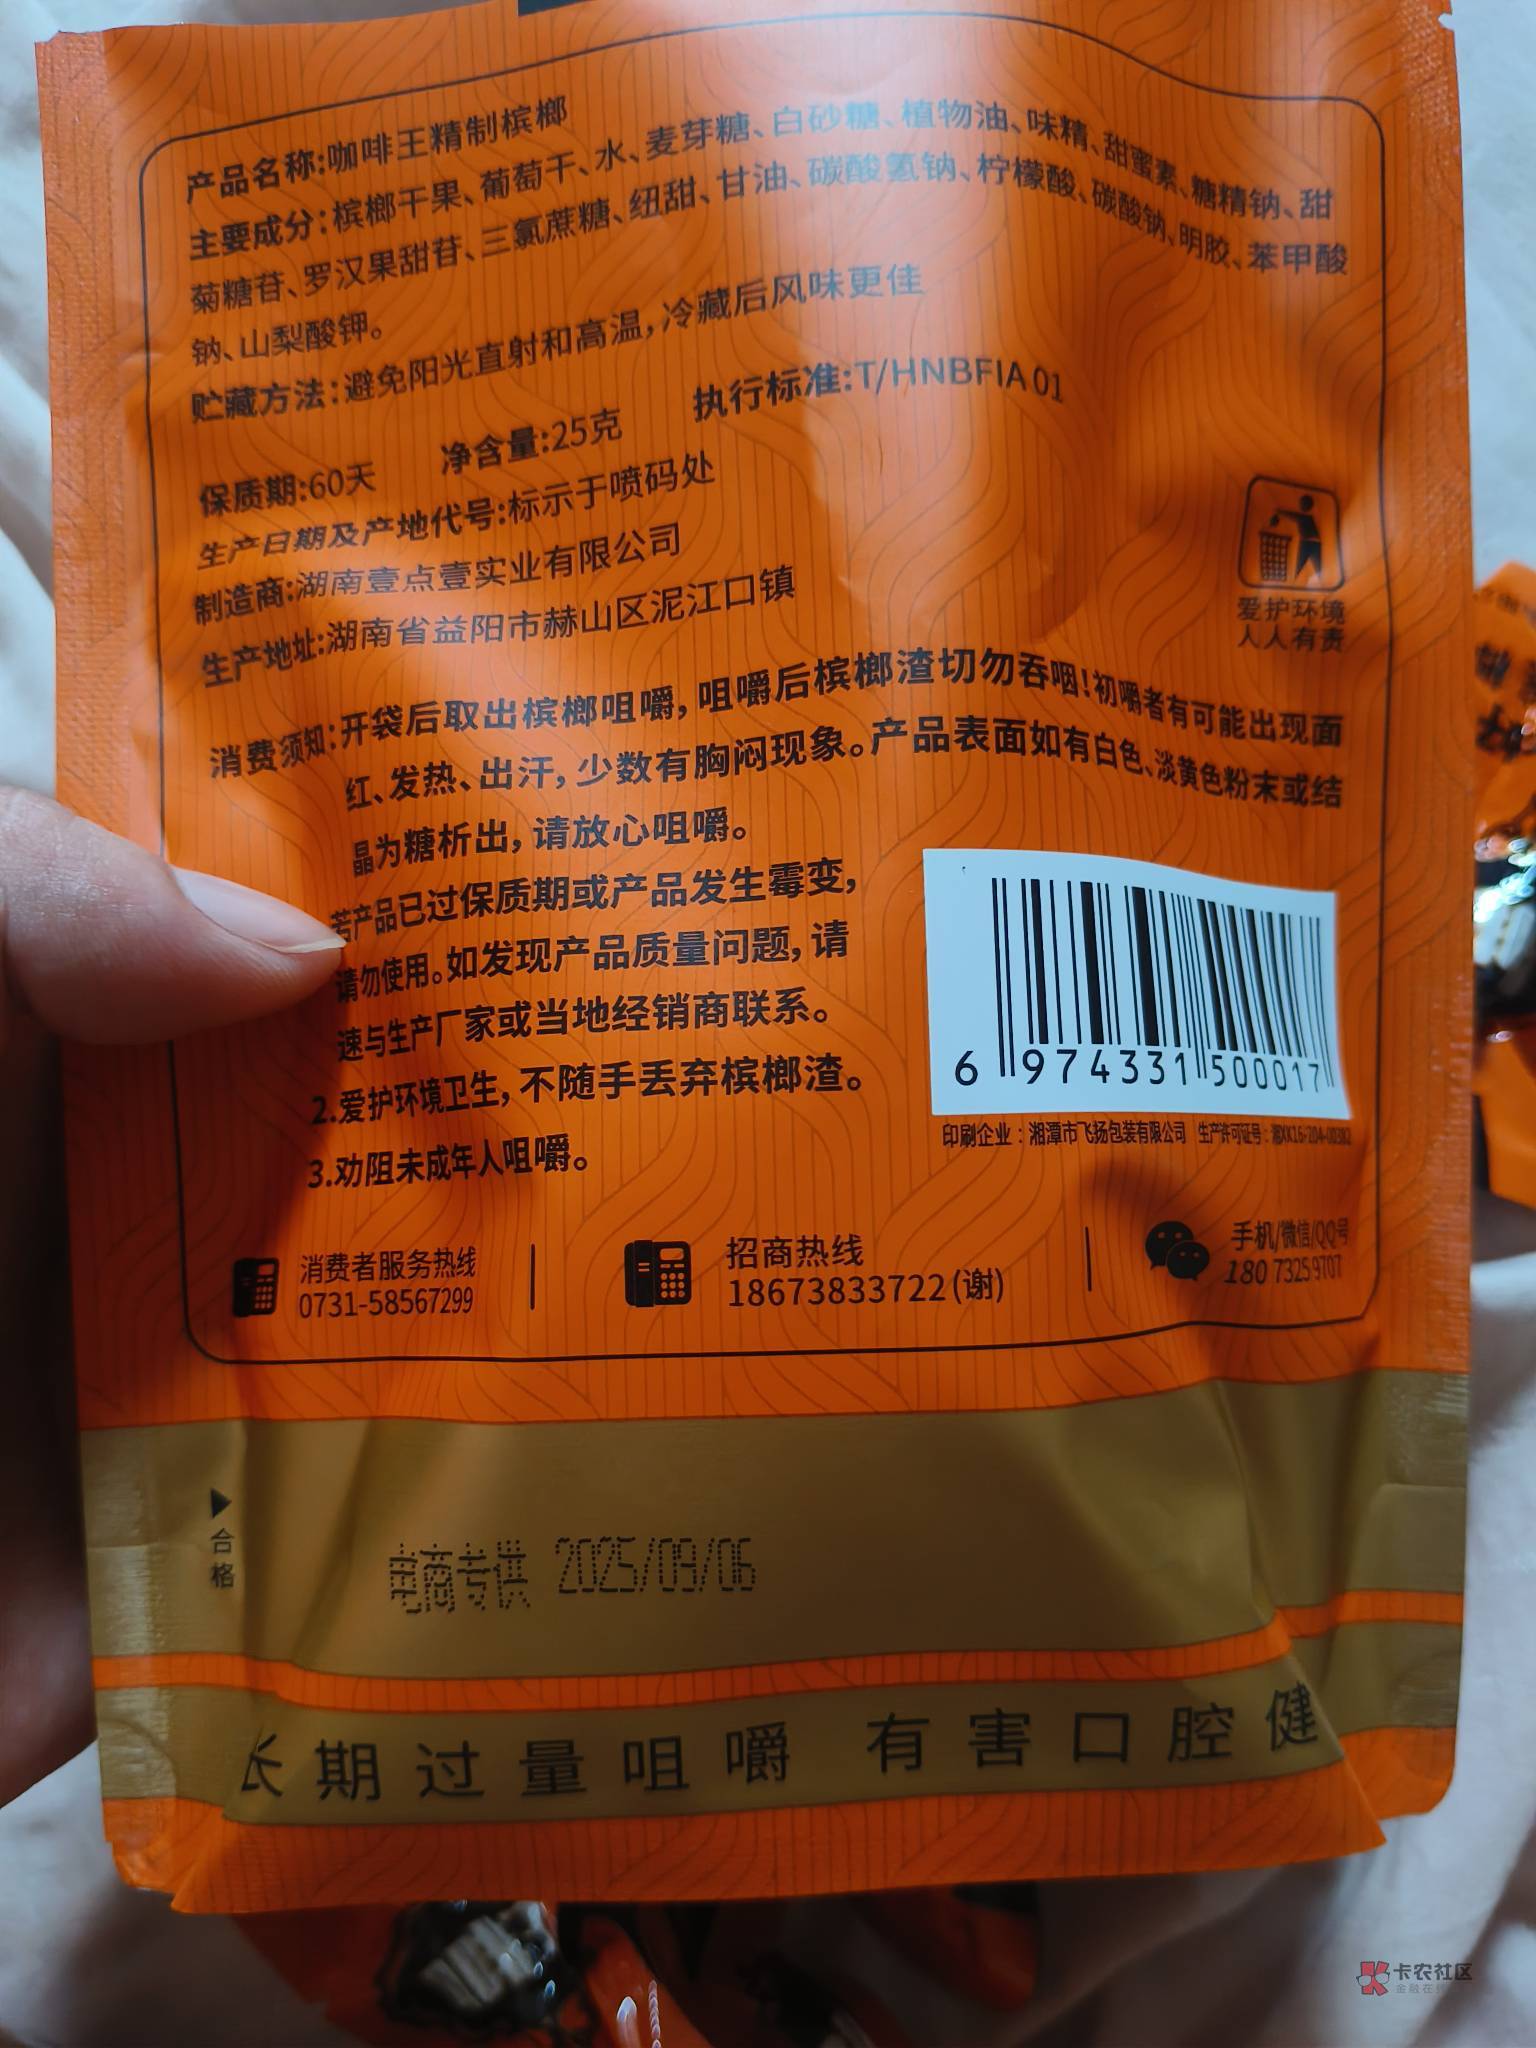 产品名称:咖啡王精制槟榔
主要成分:槟榔干果、葡萄干、水、麦芽糖、白砂糖、植物油、味精、甜蜜素、糖精钠、甜
菊糖苷、罗汉果甜苷、三氯蔗糖、纽甜、甘油、碳酸氢钠、柠檬酸、碳酸钠、明胶、苯甲酸
钠、山梨酸钾。
贮藏方法:避免阳光直射和高温,冷藏后风味更佳
保质期:60天 净含量:25克 执行标准:T/HNBFIA 01
生产日期及产地代号:标示于喷码处
制造商:湖南壹点壹实业有限公司
生产地址:湖南省益阳市赫山区泥江口镇
爱护环境
人人有责
消费须知:开袋后取出槟榔咀嚼,咀嚼后槟榔渣切勿吞咽!初嚼者有可能出现面
红、发热、出汗,少数有胸闷现象。产品表面如有白色、淡黄色粉末或结
晶为糖析出,请放心咀嚼。
若产品已过保质期或产品发生霉变,
请勿使用。如发现产品质量问题,请
速与生产厂家或当地经销商联系。
2.爱护环境卫生,不随手丢弃槟榔渣。
3.劝阻未成年人咀嚼。
6 974331 500017
印刷企业:湘潭市飞扬包装有限公司 生产许可证号:
消费者服务热线
0731-58567299
招商热线
18673833722(谢)
手机/微信/QQ号
180 7325 9707
合格
电商专供 2025/09/06
长期过量咀嚼 有害口腔健
卡农社区